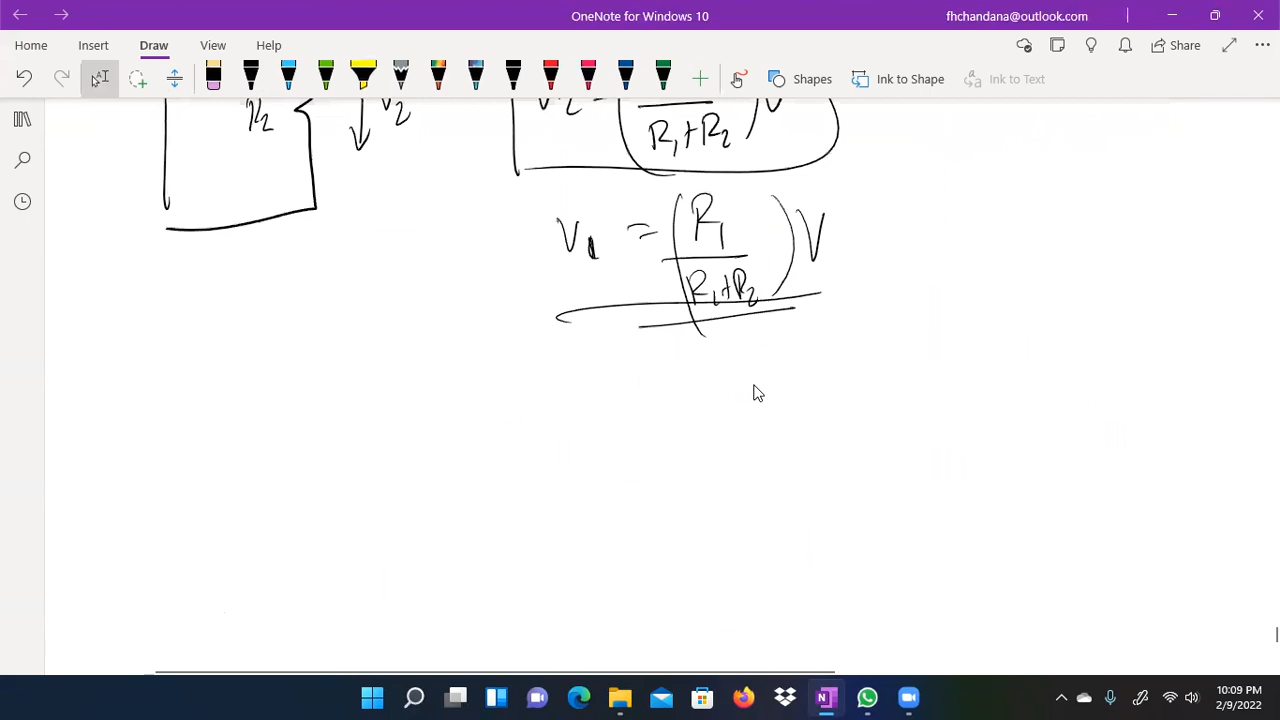 OneNote for Windows 10
fhchandana@outlook.com
Home Insert Draw View Help
Share
Shapes Ink to Shape Ink to Text
R2 V2
V2 = ( / R1+R2 ) V
V1 = ( R1 / R1+R2 ) V
10:09 PM
2/9/2022